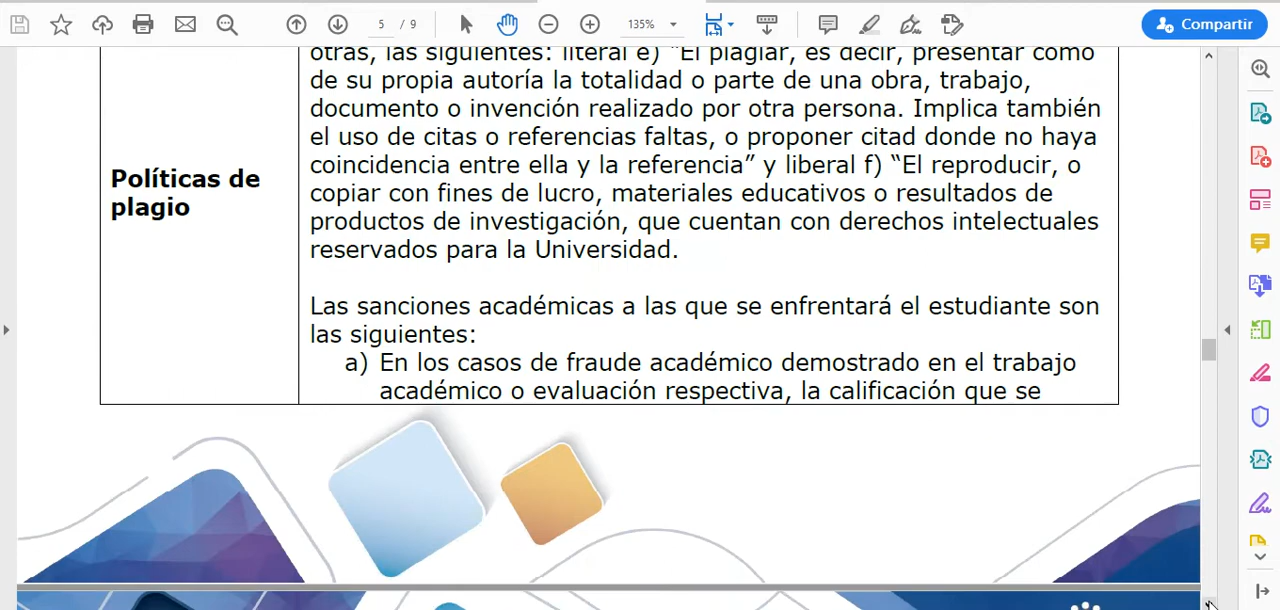 5 / 9
135%
Compartir
otras, las siguientes: literal e) "El plagiar, es decir, presentar como
de su propia autoría la totalidad o parte de una obra, trabajo,
documento o invención realizado por otra persona. Implica también
el uso de citas o referencias faltas, o proponer citad donde no haya
coincidencia entre ella y la referencia” y liberal f) “El reproducir, o
copiar con fines de lucro, materiales educativos o resultados de
productos de investigación, que cuentan con derechos intelectuales
reservados para la Universidad.
Políticas de
plagio
Las sanciones académicas a las que se enfrentará el estudiante son
las siguientes:
a) En los casos de fraude académico demostrado en el trabajo
académico o evaluación respectiva, la calificación que se